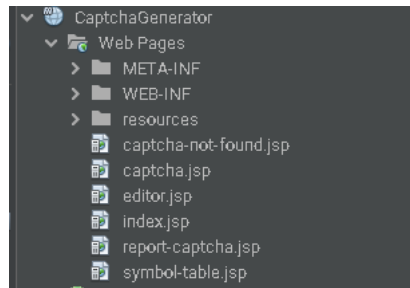 CaptchaGenerator
Web Pages
META-INF
WEB-INF
resources
captcha-not-found.jsp
captcha.jsp
editor.jsp
index.jsp
report-captcha.jsp
symbol-table.jsp